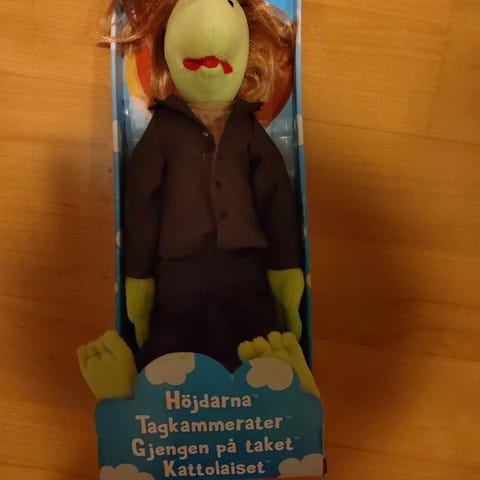 Höjdarna™
Tagkammerater™
Gjengen på taket™
Kattolaiset™